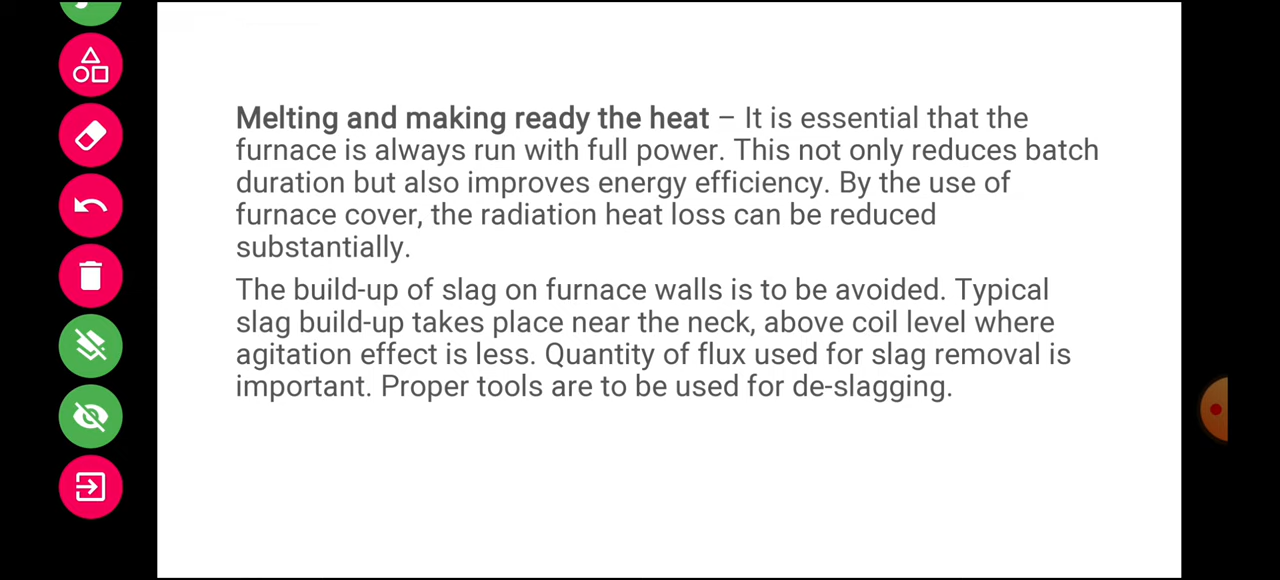 Melting and making ready the heat – It is essential that the
furnace is always run with full power. This not only reduces batch
duration but also improves energy efficiency. By the use of
furnace cover, the radiation heat loss can be reduced
substantially.
The build-up of slag on furnace walls is to be avoided. Typical
slag build-up takes place near the neck, above coil level where
agitation effect is less. Quantity of flux used for slag removal is
important. Proper tools are to be used for de-slagging.